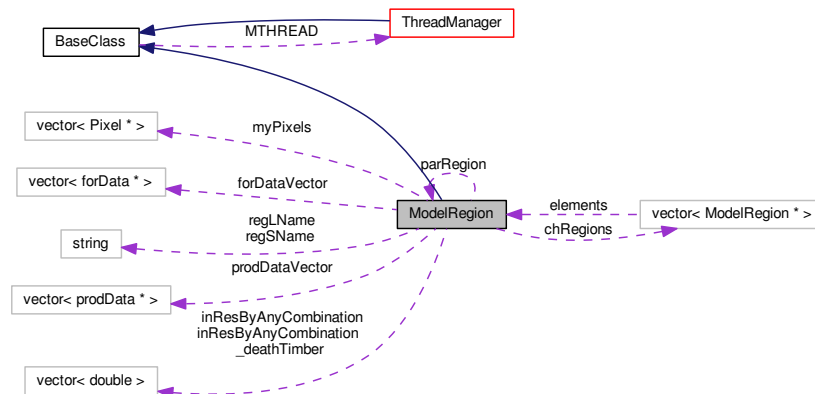 ThreadManager
MTHREAD
BaseClass
vector< Pixel * >
myPixels
parRegion
vector< forData * >
forDataVector
ModelRegion
elements
vector< ModelRegion * >
chRegions
regLName
regSName
string
prodDataVector
vector< prodData * >
inResByAnyCombination
inResByAnyCombination
_deathTimber
vector< double >